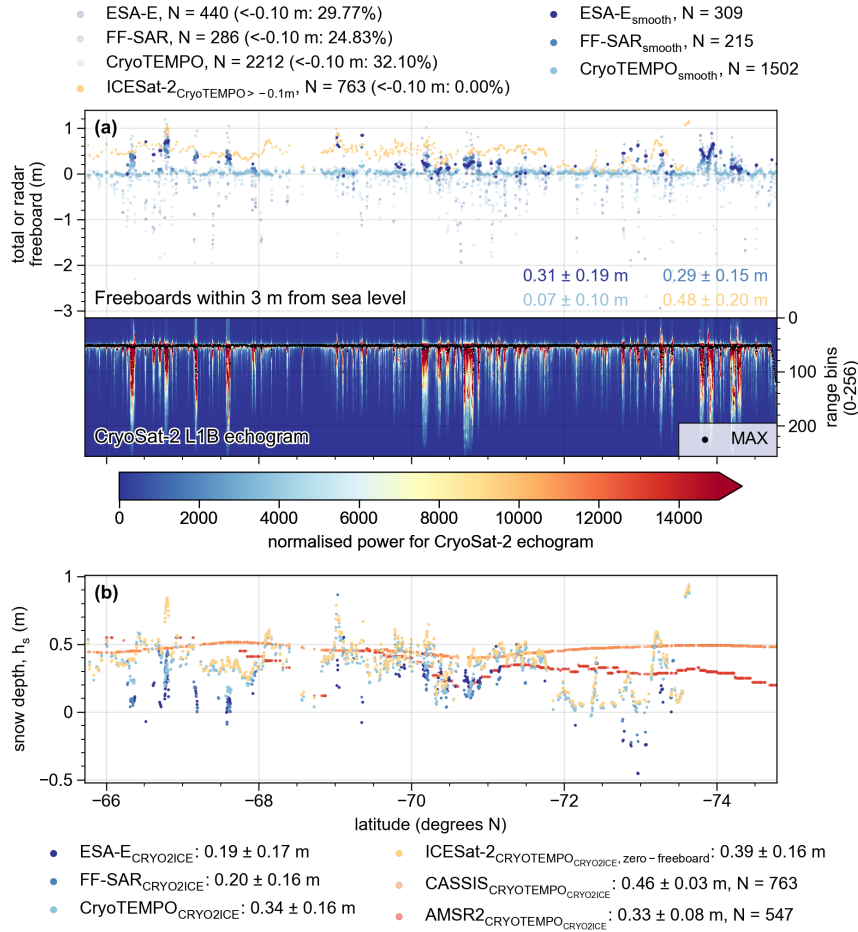 ESA-E, N = 440 (<-0.10 m: 29.77%)
FF-SAR, N = 286 (<-0.10 m: 24.83%)
CryoTEMPO, N = 2212 (<-0.10 m: 32.10%)
ICESat-2CryoTEMPO> −0.1m, N = 763 (<-0.10 m: 0.00%)
ESA-Esmooth, N = 309
FF-SARsmooth, N = 215
CryoTEMPOsmooth, N = 1502
(a)
total or radar
freeboard (m)
1
0
−1
−2
−3
0.31 ± 0.19 m
0.29 ± 0.15 m
0.07 ± 0.10 m
0.48 ± 0.20 m
Freeboards within 3 m from sea level
0
100
200
range bins
(0-256)
CryoSat-2 L1B echogram
MAX
0
2000
4000
6000
8000
10000
12000
14000
normalised power for CryoSat-2 echogram
(b)
snow depth, hs (m)
1
0.5
0
−0.5
−66
−68
−70
−72
−74
latitude (degrees N)
ESA-ECRYO2ICE: 0.19 ± 0.17 m
FF-SARCRYO2ICE: 0.20 ± 0.16 m
CryoTEMPOCRYO2ICE: 0.34 ± 0.16 m
ICESat-2CRYOTEMPOCRYO2ICE, zero−freeboard: 0.39 ± 0.16 m
CASSISCRYOTEMPOCRYO2ICE: 0.46 ± 0.03 m, N = 763
AMSR2CRYOTEMPOCRYO2ICE: 0.33 ± 0.08 m, N = 547